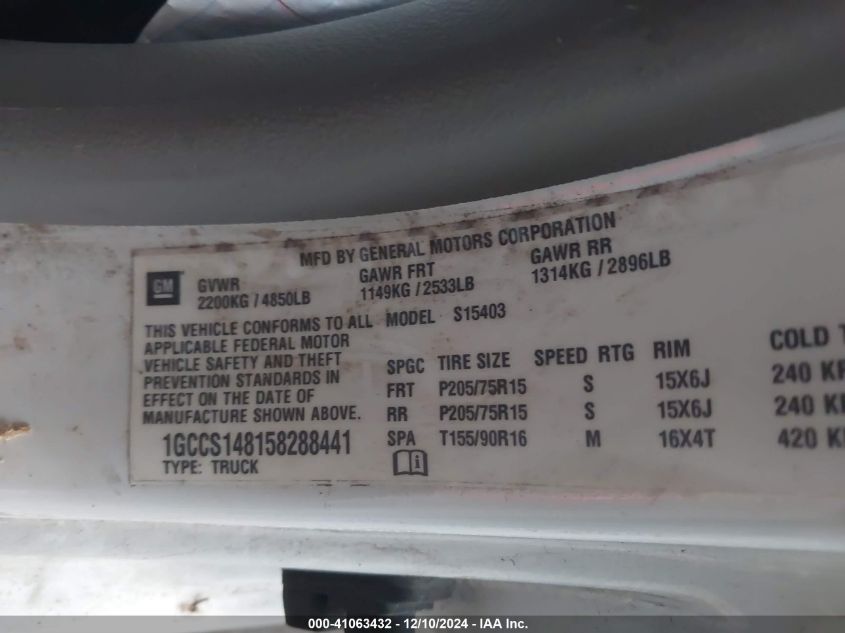 MFD BY GENERAL MOTORS CORPORATION
GM GVWR GAWR FRT GAWR RR
2200KG / 4850LB 1149KG / 2533LB 1314KG / 2896LB
THIS VEHICLE CONFORMS TO ALL MODEL S15403
APPLICABLE FEDERAL MOTOR
VEHICLE SAFETY AND THEFT
PREVENTION STANDARDS IN
EFFECT ON THE DATE OF
MANUFACTURE SHOWN ABOVE.
1GCCS148158288441
TYPE: TRUCK
SPGC TIRE SIZE SPEED RTG RIM COLD
FRT P205/75R15 S 15X6J 240
RR P205/75R15 S 15X6J 240
SPA T155/90R16 M 16X4T 420
000-41063432 - 12/10/2024 - IAA Inc.